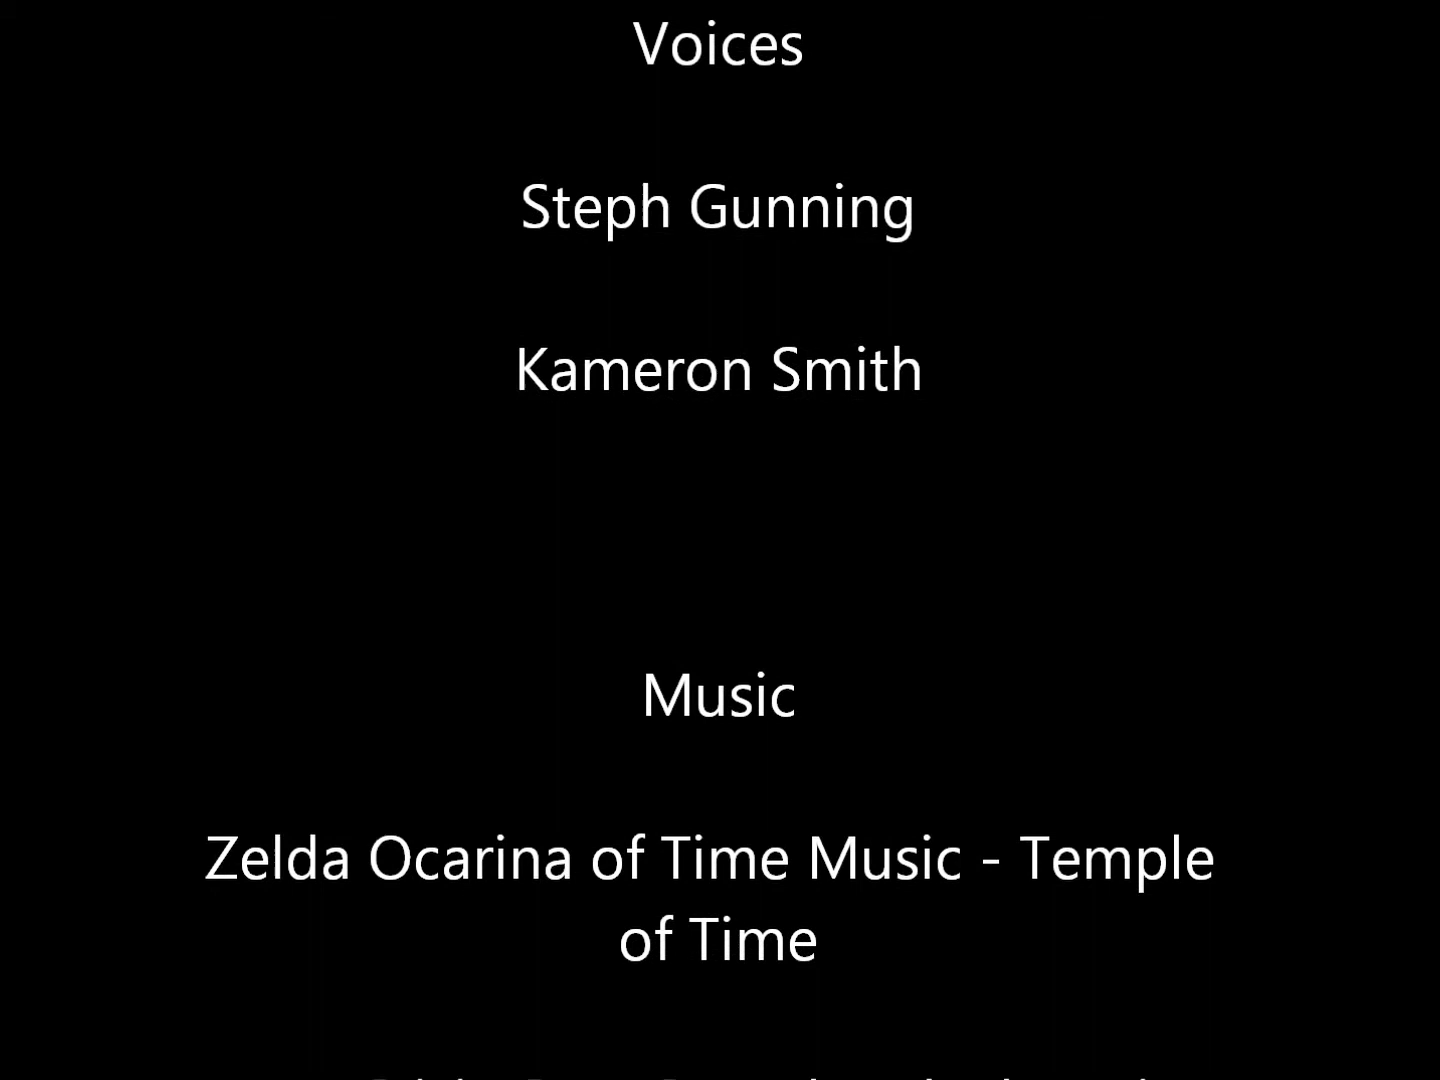 Voices
Steph Gunning
Kameron Smith
Music
Zelda Ocarina of Time Music - Temple
of Time